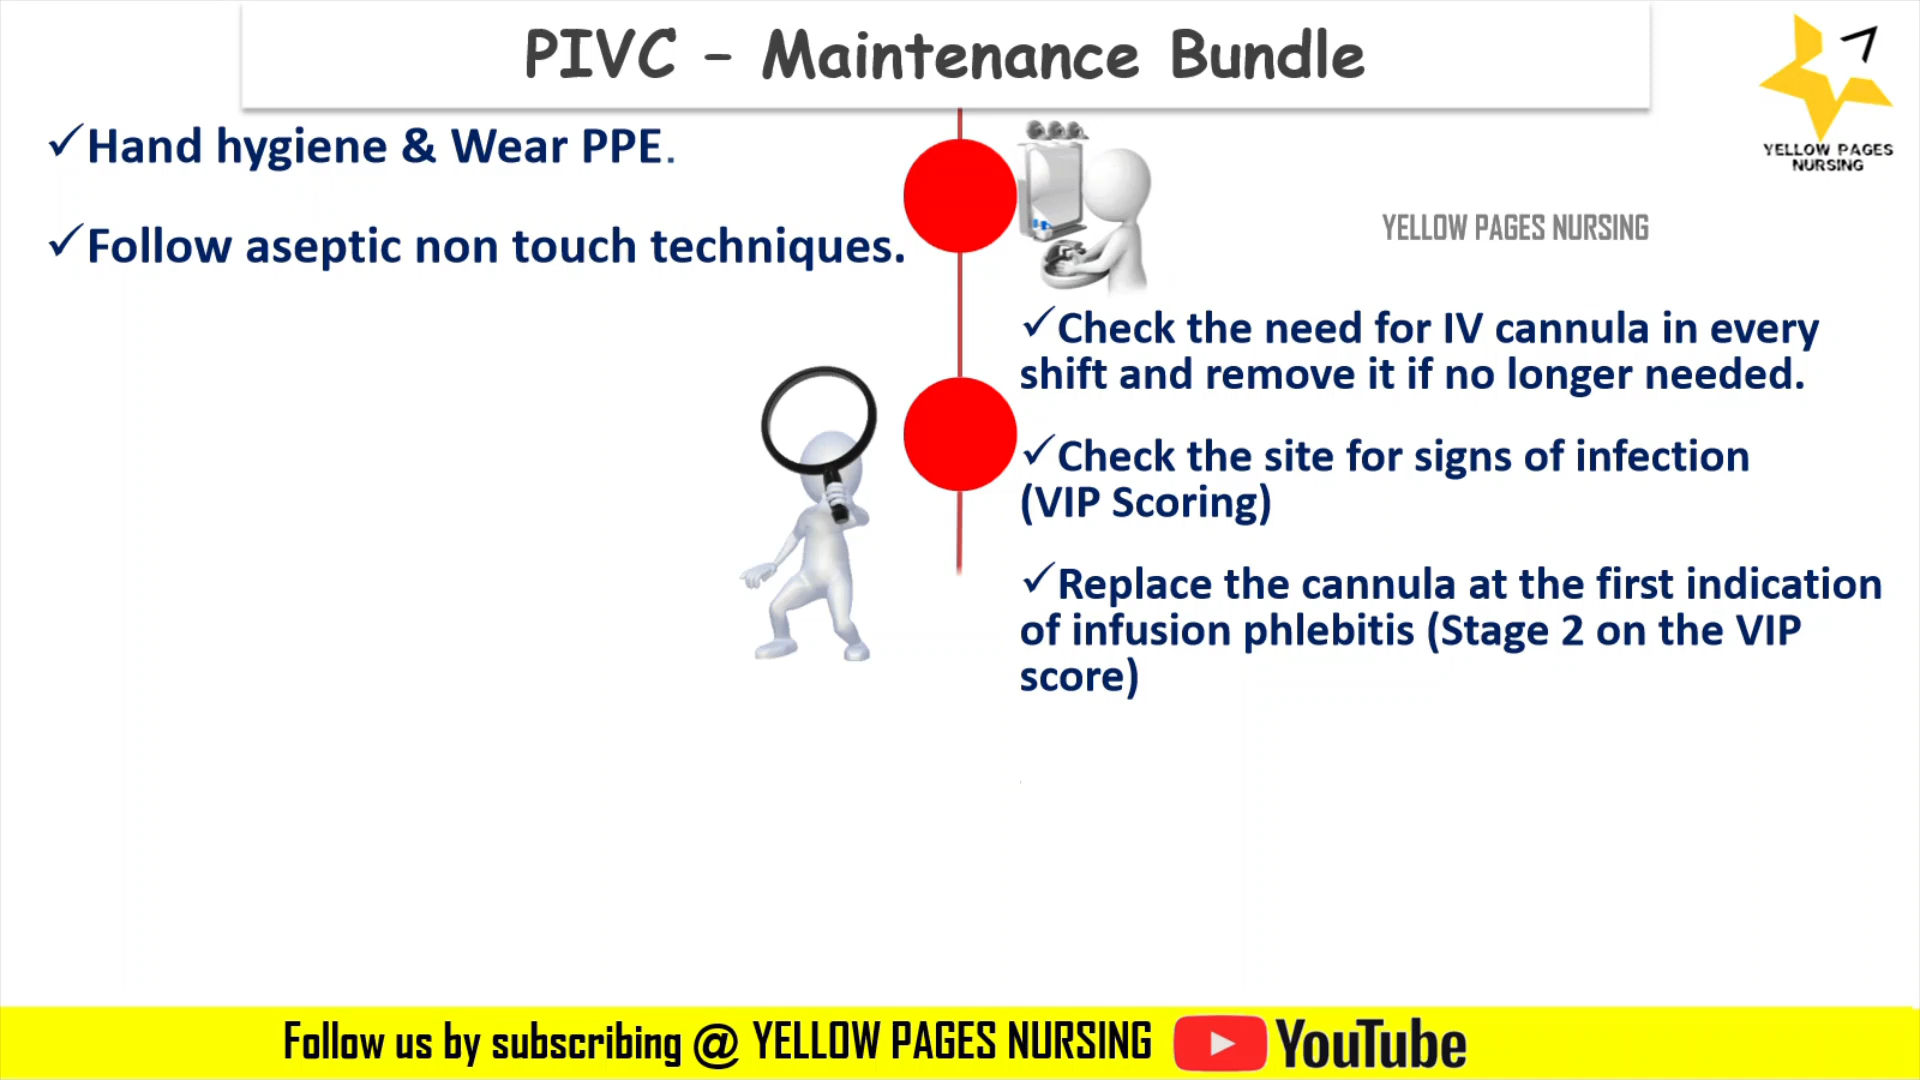 PIVC – Maintenance Bundle
YELLOW PAGES
NURSING
✓Hand hygiene & Wear PPE.
✓Follow aseptic non touch techniques.
YELLOW PAGES NURSING
✓Check the need for IV cannula in every
shift and remove it if no longer needed.
✓Check the site for signs of infection
(VIP Scoring)
✓Replace the cannula at the first indication
of infusion phlebitis (Stage 2 on the VIP
score)
Follow us by subscribing @ YELLOW PAGES NURSING YouTube